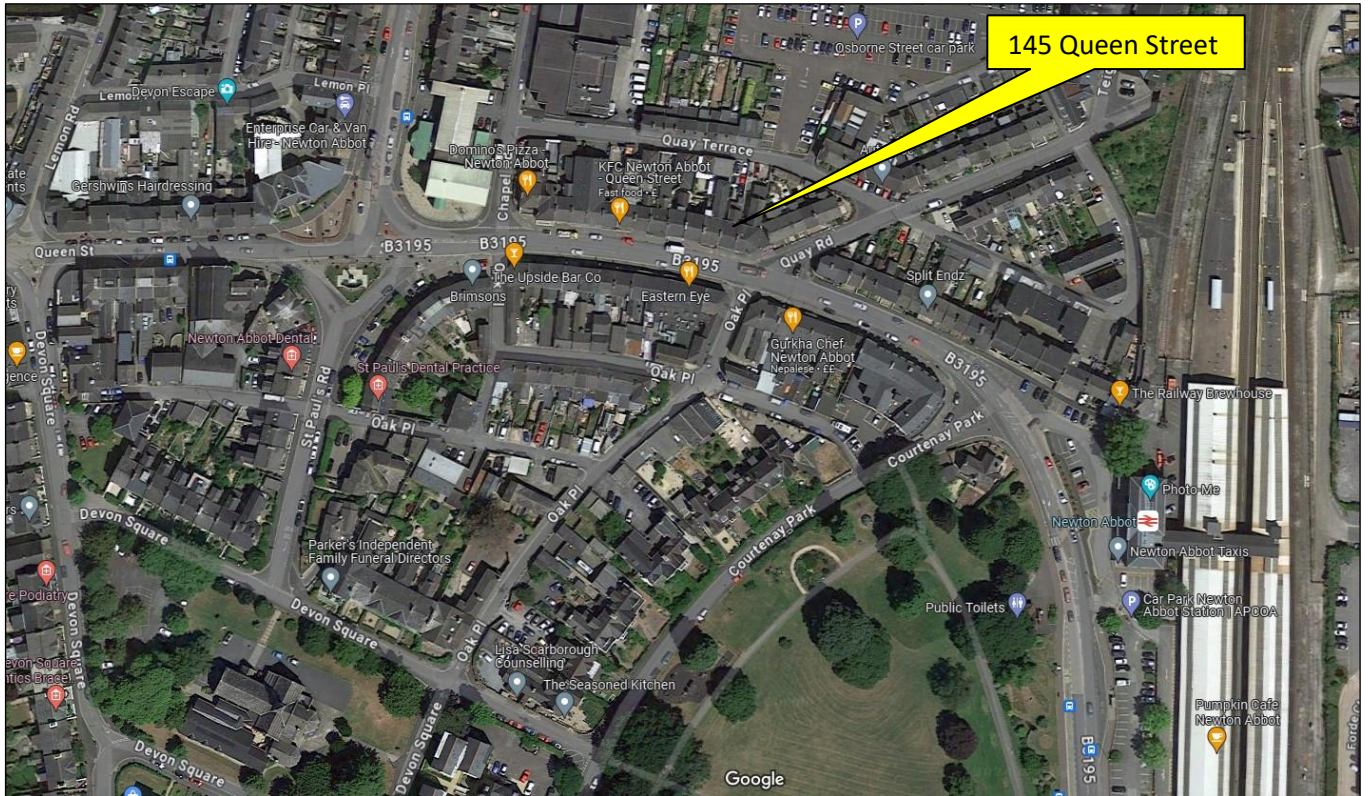 145 Queen Street
Osborne Street car park
Lemon Pl
Devon Escape
Lemon Pl
Lemon Rd
Enterprise Car & Van
Hire - Newton Abbot
Quay Terrace
Domino's Pizza -
Newton Abbot
KFC Newton Abbot
- Queen Street
Fast food • £
Chapel Rd
Gershwins Hairdressing
Queen St
B3195
B3195
B3195
Quay Rd
The Upside Bar Co
Brimsons
Eastern Eye
Oak Pl
Split Endz
Newton Abbot Dental
Gurkha Chef
Newton Abbot
Nepalese • ££
St Paul's Dental Practice
Oak Pl
B3195
The Railway Brewhouse
Devon Square
St Paul's Rd
Oak Pl
Courtenay Park
Photo-Me
Newton Abbot
Newton Abbot Taxis
Oak Pl
Devon Square
Courtenay Park
Parker's Independent
Family Funeral Directors
Public Toilets
Car Park Newton
Abbot Station | APCOA
Devon Square
Devon Square
Oak Pl
Lisa Scarborough
Counselling
The Seasoned Kitchen
Pumpkin Cafe
Newton Abbot
Devon Square
Devon Square
B3195
Google